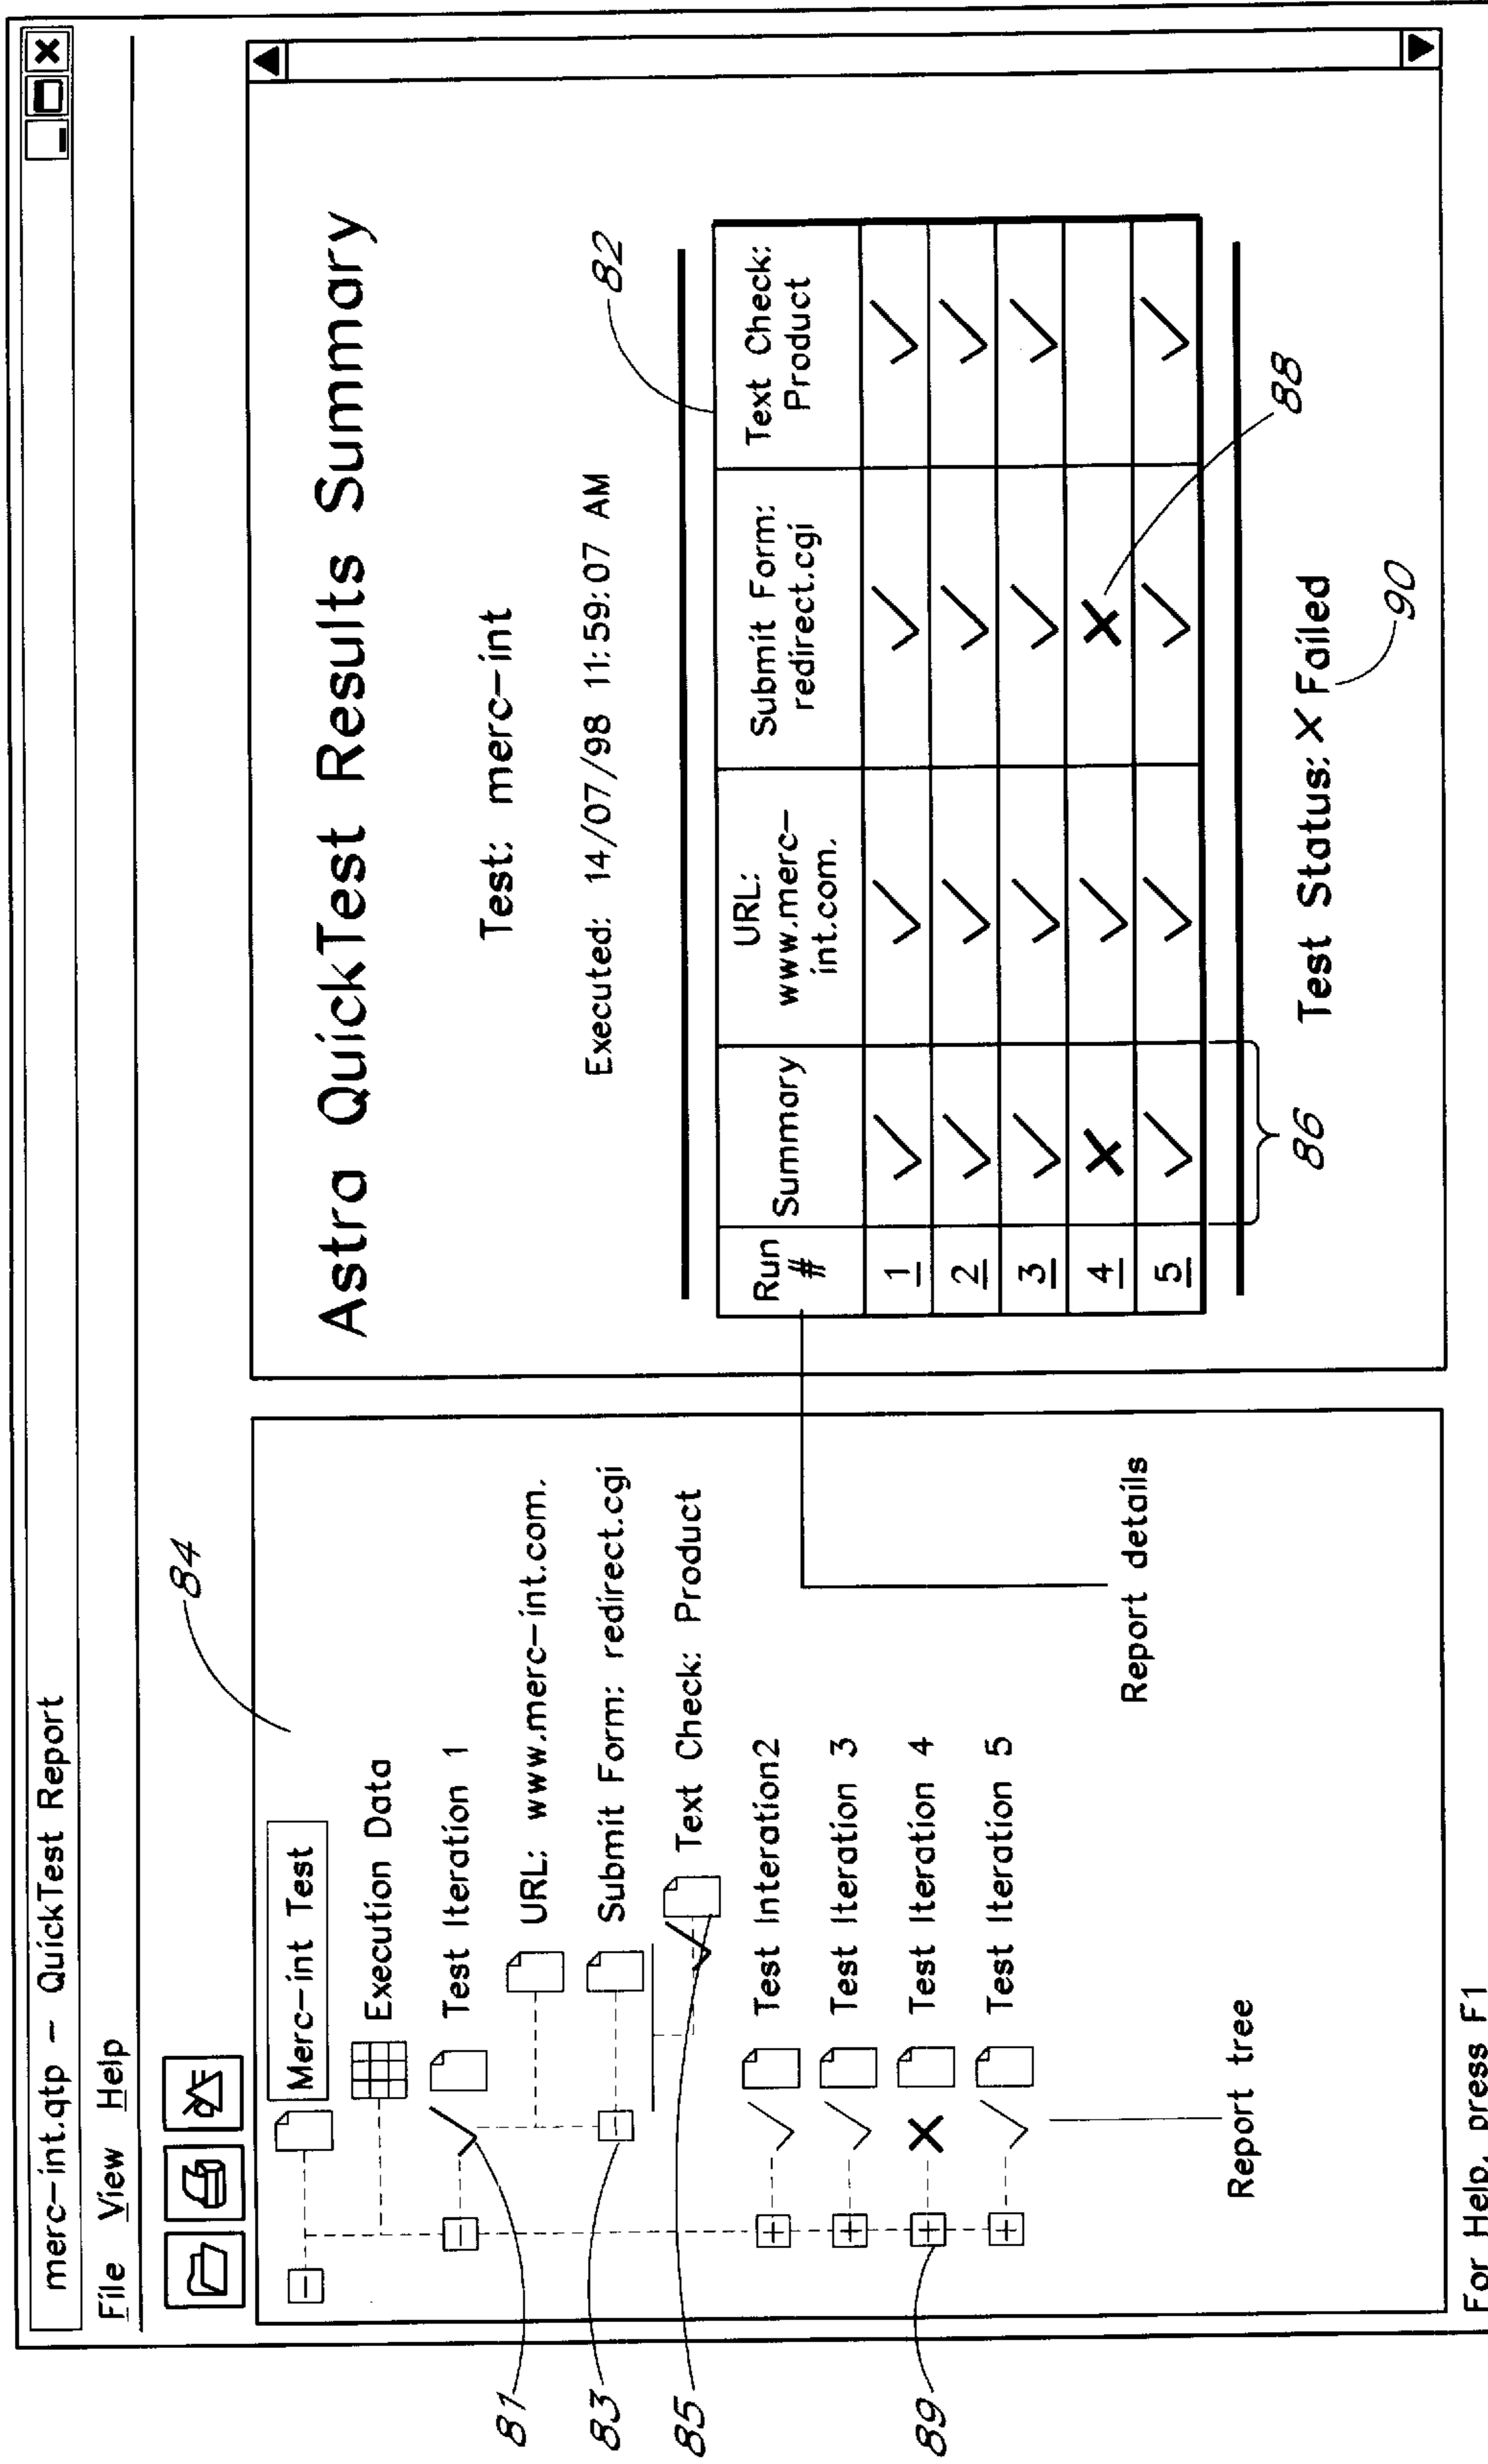 merc-int.qtp - QuickTest Report
File View Help
84
Merc-int Test
Execution Data
Test Iteration 1
URL: www.merc-int.com.
Submit Form: redirect.cgi
Text Check: Product
Test Interation2
Test Iteration 3
Test Iteration 4
Test Iteration 5
Report details
Report tree
81
83
85
89
Astra QuickTest Results Summary
Test: merc-int
Executed: 14/07/98 11:59:07 AM
82
Run # Summary URL: www.merc-int.com. Submit Form: redirect.cgi Text Check: Product
1
2
3
4
5
88
86
Test Status: X Failed
90
For Help, press F1